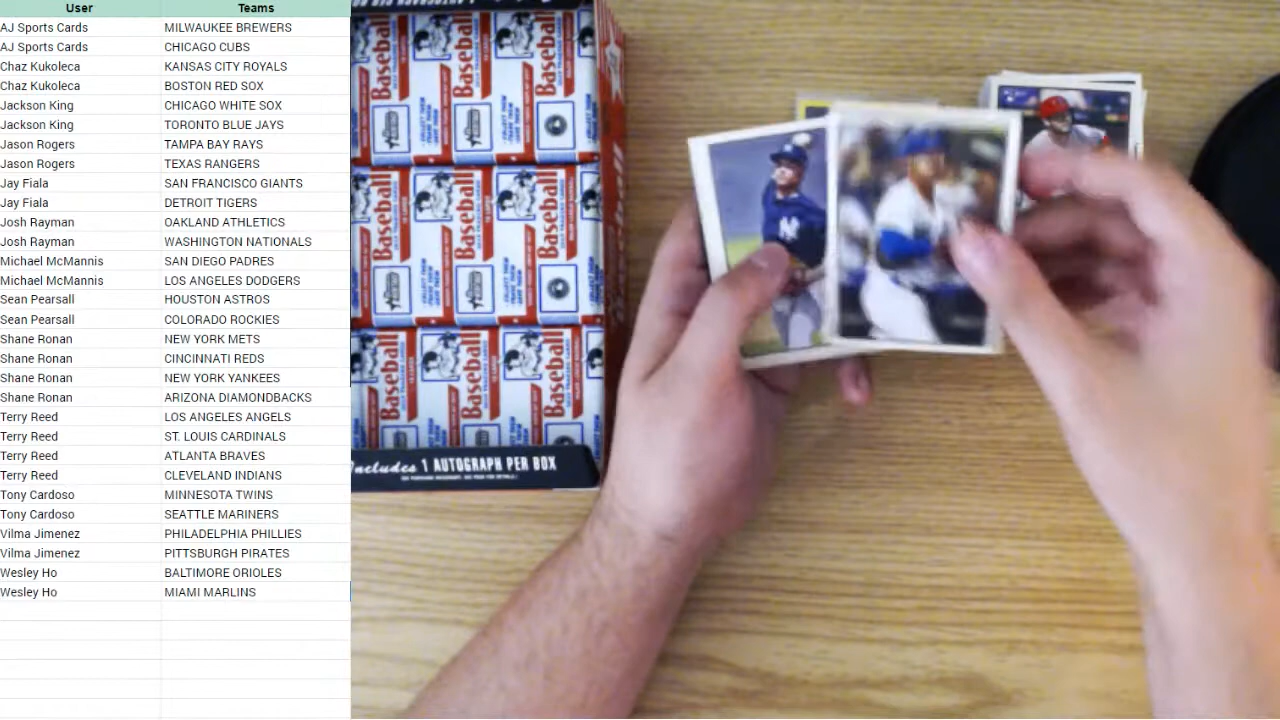 User Teams
AJ Sports Cards MILWAUKEE BREWERS
AJ Sports Cards CHICAGO CUBS
Chaz Kukoleca KANSAS CITY ROYALS
Chaz Kukoleca BOSTON RED SOX
Jackson King CHICAGO WHITE SOX
Jackson King TORONTO BLUE JAYS
Jason Rogers TAMPA BAY RAYS
Jason Rogers TEXAS RANGERS
Jay Fiala SAN FRANCISCO GIANTS
Jay Fiala DETROIT TIGERS
Josh Rayman OAKLAND ATHLETICS
Josh Rayman WASHINGTON NATIONALS
Michael McMannis SAN DIEGO PADRES
Michael McMannis LOS ANGELES DODGERS
Sean Pearsall HOUSTON ASTROS
Sean Pearsall COLORADO ROCKIES
Shane Ronan NEW YORK METS
Shane Ronan CINCINNATI REDS
Shane Ronan NEW YORK YANKEES
Shane Ronan ARIZONA DIAMONDBACKS
Terry Reed LOS ANGELES ANGELS
Terry Reed ST. LOUIS CARDINALS
Terry Reed ATLANTA BRAVES
Terry Reed CLEVELAND INDIANS
Tony Cardoso MINNESOTA TWINS
Tony Cardoso SEATTLE MARINERS
Vilma Jimenez PHILADELPHIA PHILLIES
Vilma Jimenez PITTSBURGH PIRATES
Wesley Ho BALTIMORE ORIOLES
Wesley Ho MIAMI MARLINS
Baseball
Baseball
Baseball
Baseball
Baseball
Baseball
Baseball
Baseball
Baseball
Includes 1 AUTOGRAPH PER BOX
NY